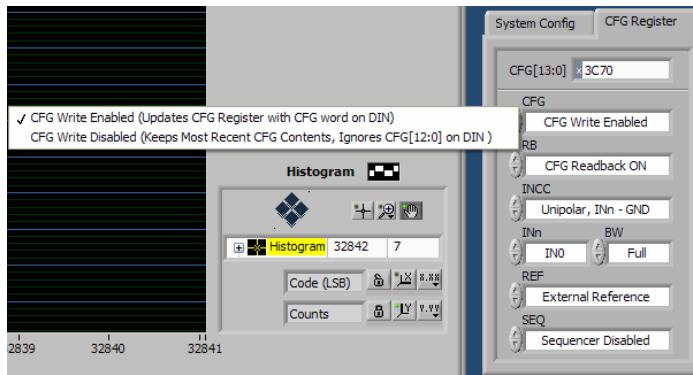 System Config CFG Register
CFG[13:0] x 3C70
CFG
✓ CFG Write Enabled (Updates CFG Register with CFG word on DIN)
CFG Write Disabled (Keeps Most Recent CFG Contents, Ignores CFG[12:0] on DIN )
CFG Write Enabled
RB
CFG Readback ON
INCC
Unipolar, INn - GND
INn BW
IN0 Full
REF
External Reference
SEQ
Sequencer Disabled
Histogram
Histogram 32842 7
Code (LSB) X X.XX
Counts Y Y.YY
2839 32840 32841